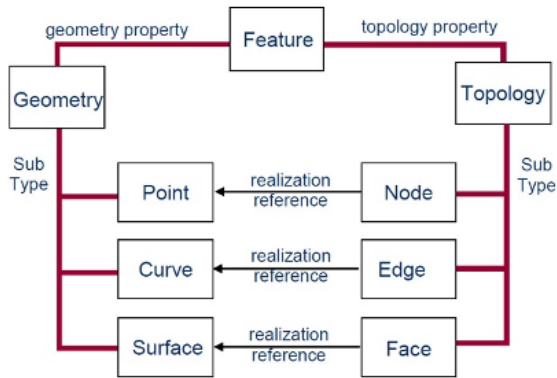 geometry property
Feature
topology property
Geometry
Topology
Sub
Type
Sub
Type
Point
realization
reference
Node
Curve
realization
reference
Edge
Surface
realization
reference
Face